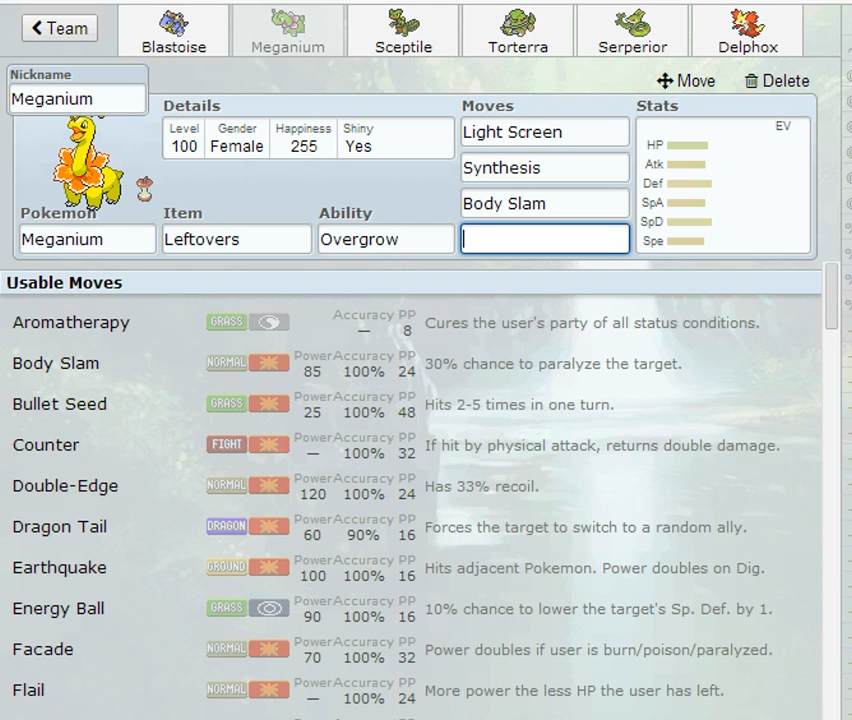 Team
Blastoise
Meganium
Sceptile
Torterra
Serperior
Delphox
Nickname
Meganium
Move
Delete
Details
Moves
Stats
Level
100
Gender
Female
Happiness
255
Shiny
Yes
Light Screen
Synthesis
Body Slam
EV
HP
Atk
Def
SpA
SpD
Spe
Pokemon
Meganium
Item
Leftovers
Ability
Overgrow
Usable Moves
Aromatherapy GRASS Accuracy — PP 8 Cures the user's party of all status conditions.
Body Slam NORMAL Power 85 Accuracy 100% PP 24 30% chance to paralyze the target.
Bullet Seed GRASS Power 25 Accuracy 100% PP 48 Hits 2-5 times in one turn.
Counter FIGHT Power — Accuracy 100% PP 32 If hit by physical attack, returns double damage.
Double-Edge NORMAL Power 120 Accuracy 100% PP 24 Has 33% recoil.
Dragon Tail DRAGON Power 60 Accuracy 90% PP 16 Forces the target to switch to a random ally.
Earthquake GROUND Power 100 Accuracy 100% PP 16 Hits adjacent Pokemon. Power doubles on Dig.
Energy Ball GRASS Power 90 Accuracy 100% PP 16 10% chance to lower the target's Sp. Def. by 1.
Facade NORMAL Power 70 Accuracy 100% PP 32 Power doubles if user is burn/poison/paralyzed.
Flail NORMAL Power — Accuracy 100% PP 24 More power the less HP the user has left.